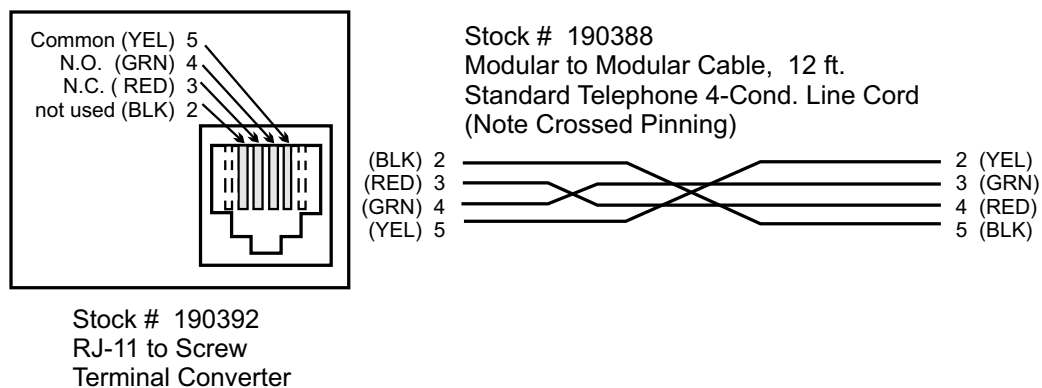 Common (YEL) 5
N.O. (GRN) 4
N.C. ( RED) 3
not used (BLK) 2
Stock # 190392
RJ-11 to Screw
Terminal Converter
Stock # 190388
Modular to Modular Cable, 12 ft.
Standard Telephone 4-Cond. Line Cord
(Note Crossed Pinning)
(BLK) 2
(RED) 3
(GRN) 4
(YEL) 5
2 (YEL)
3 (GRN)
4 (RED)
5 (BLK)